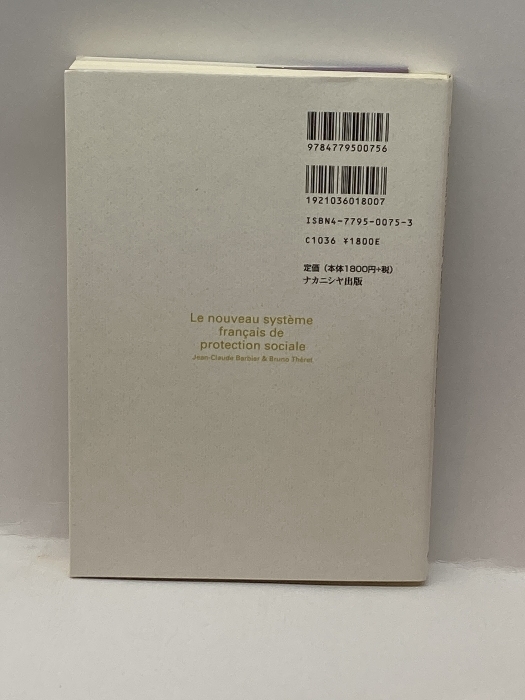 9784779500756
1921036018007
ISBN4-7795-0075-3
C1036 ¥1800E
定価（本体1800円+税）
ナカニシヤ出版
Le nouveau système
français de
protection sociale
Jean-Claude Barbier & Bruno Théret